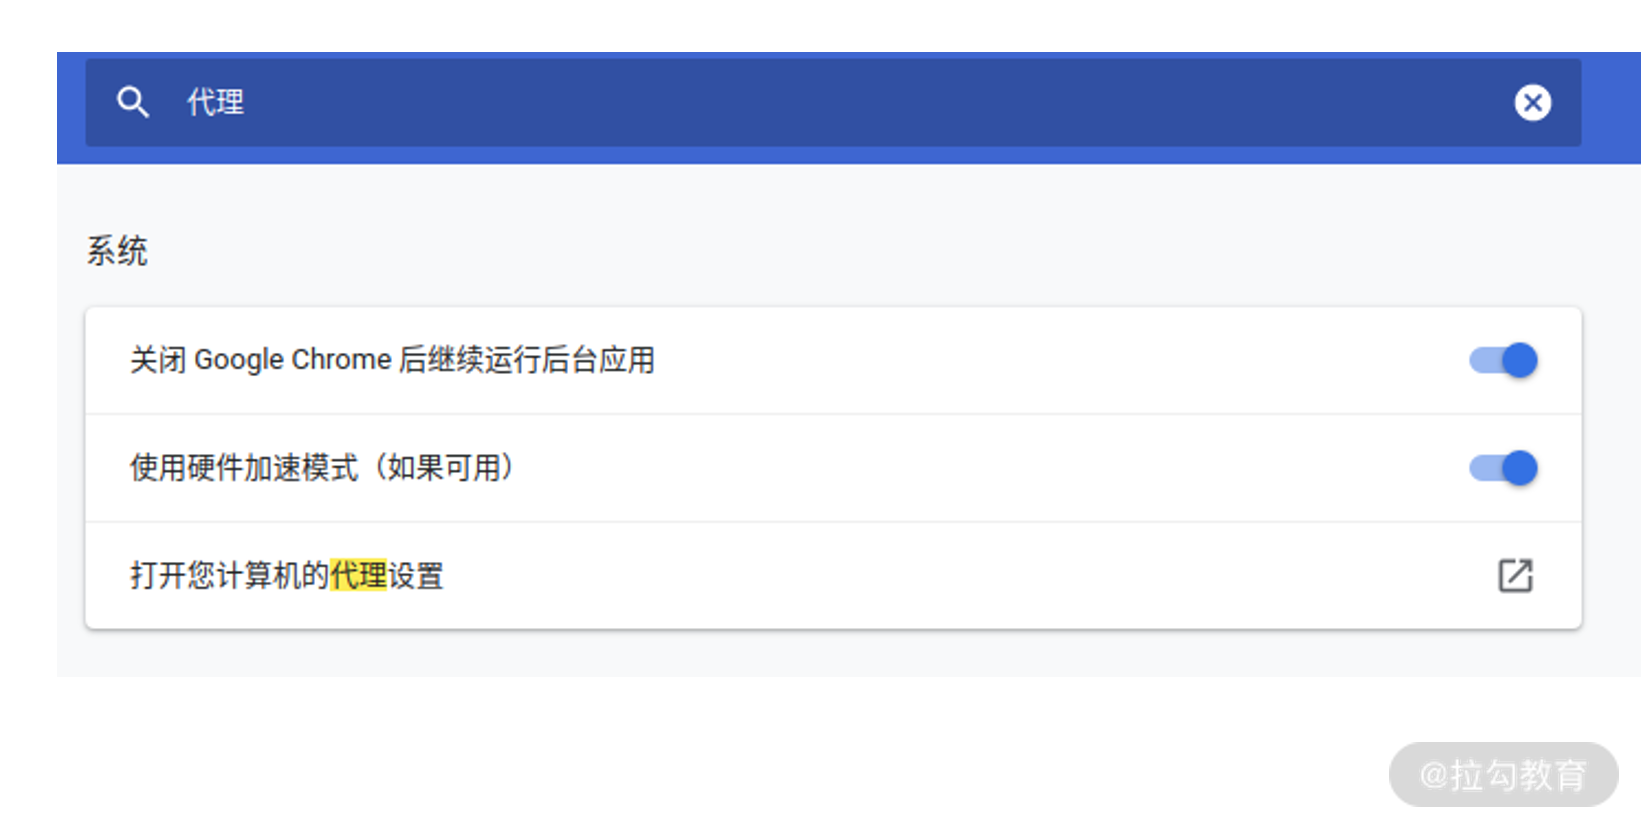 代理
系统
关闭 Google Chrome 后继续运行后台应用
使用硬件加速模式（如果可用）
打开您计算机的代理设置
@拉勾教育